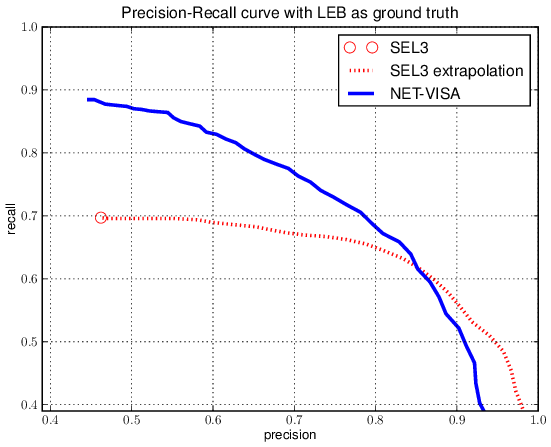 Precision-Recall curve with LEB as ground truth
SEL3
SEL3 extrapolation
NET-VISA
1.0
0.9
0.8
0.7
0.6
0.5
0.4
recall
0.4 0.5 0.6 0.7 0.8 0.9 1.0
precision